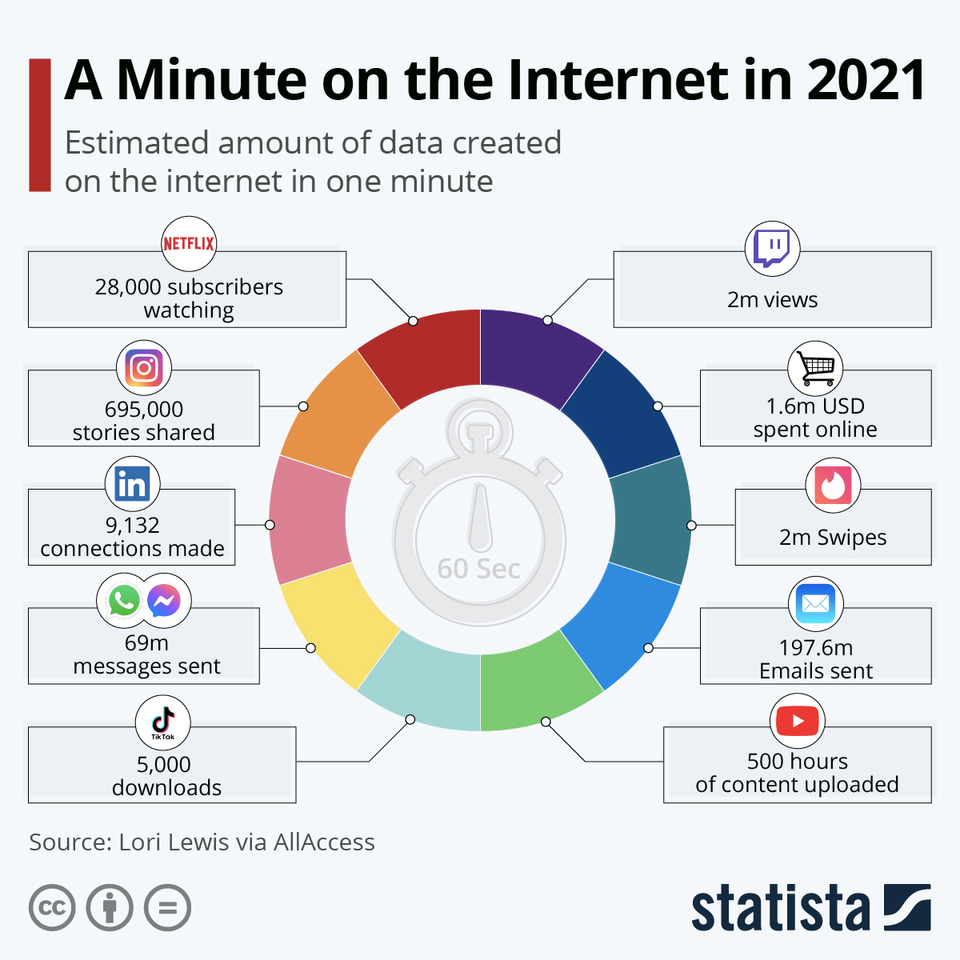 A Minute on the Internet in 2021
Estimated amount of data created
on the internet in one minute
NETFLIX
28,000 subscribers
watching
2m views
695,000
stories shared
1.6m USD
spent online
in
9,132
connections made
2m Swipes
60 Sec
69m
messages sent
197.6m
Emails sent
TikTok
5,000
downloads
500 hours
of content uploaded
Source: Lori Lewis via AllAccess
cc
statista